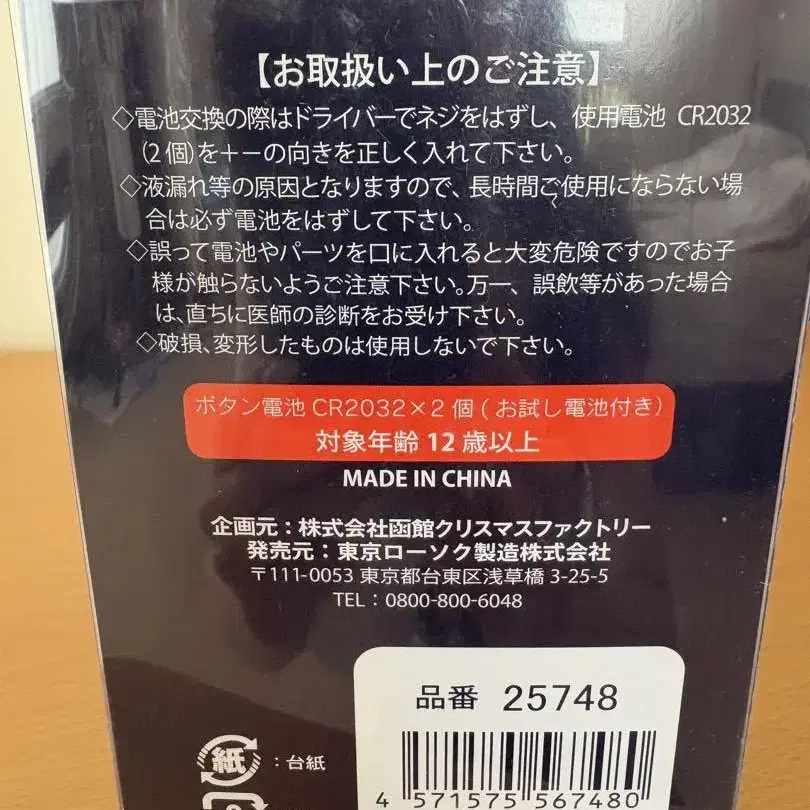 【お取扱い上のご注意】
◇電池交換の際はドライバーでネジをはずし、使用電池 CR2032
(2個)を＋－の向きを正しく入れて下さい。
◇液漏れ等の原因となりますので、長時間ご使用にならない場
合は必ず電池をはずして下さい。
◇誤って電池やパーツを口に入れると大変危険ですのでお子
様が触らないようご注意下さい。万一、誤飲等があった場合
は、直ちに医師の診断をお受け下さい。
◇破損、変形したものは使用しないで下さい。
ボタン電池 CR2032×2個(お試し電池付き)
対象年齢 12 歳以上
MADE IN CHINA
企画元：株式会社函館クリスマスファクトリー
発売元：東京ローソク製造株式会社
〒111-0053 東京都台東区浅草橋 3-25-5
TEL：0800-800-6048
品番 25748
紙：台紙
4 571575 567480